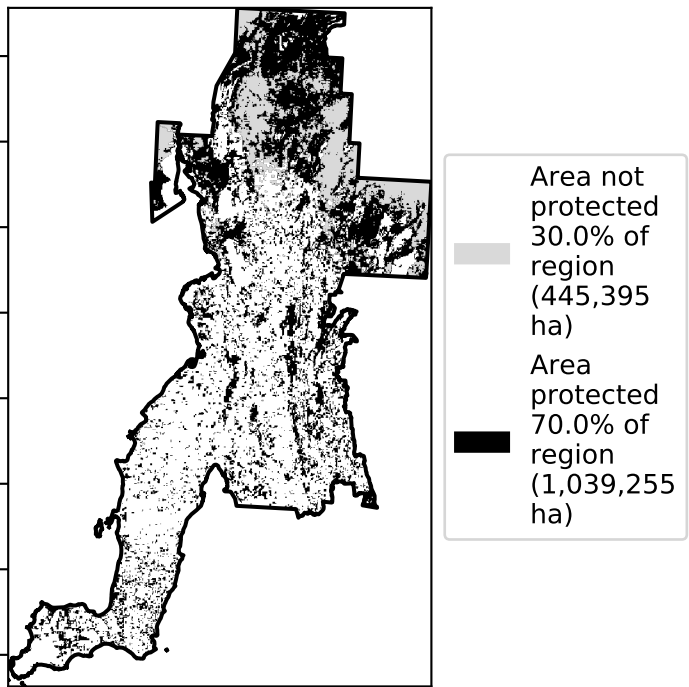 Area not
protected
30.0% of
region
(445,395
ha)
Area
protected
70.0% of
region
(1,039,255
ha)